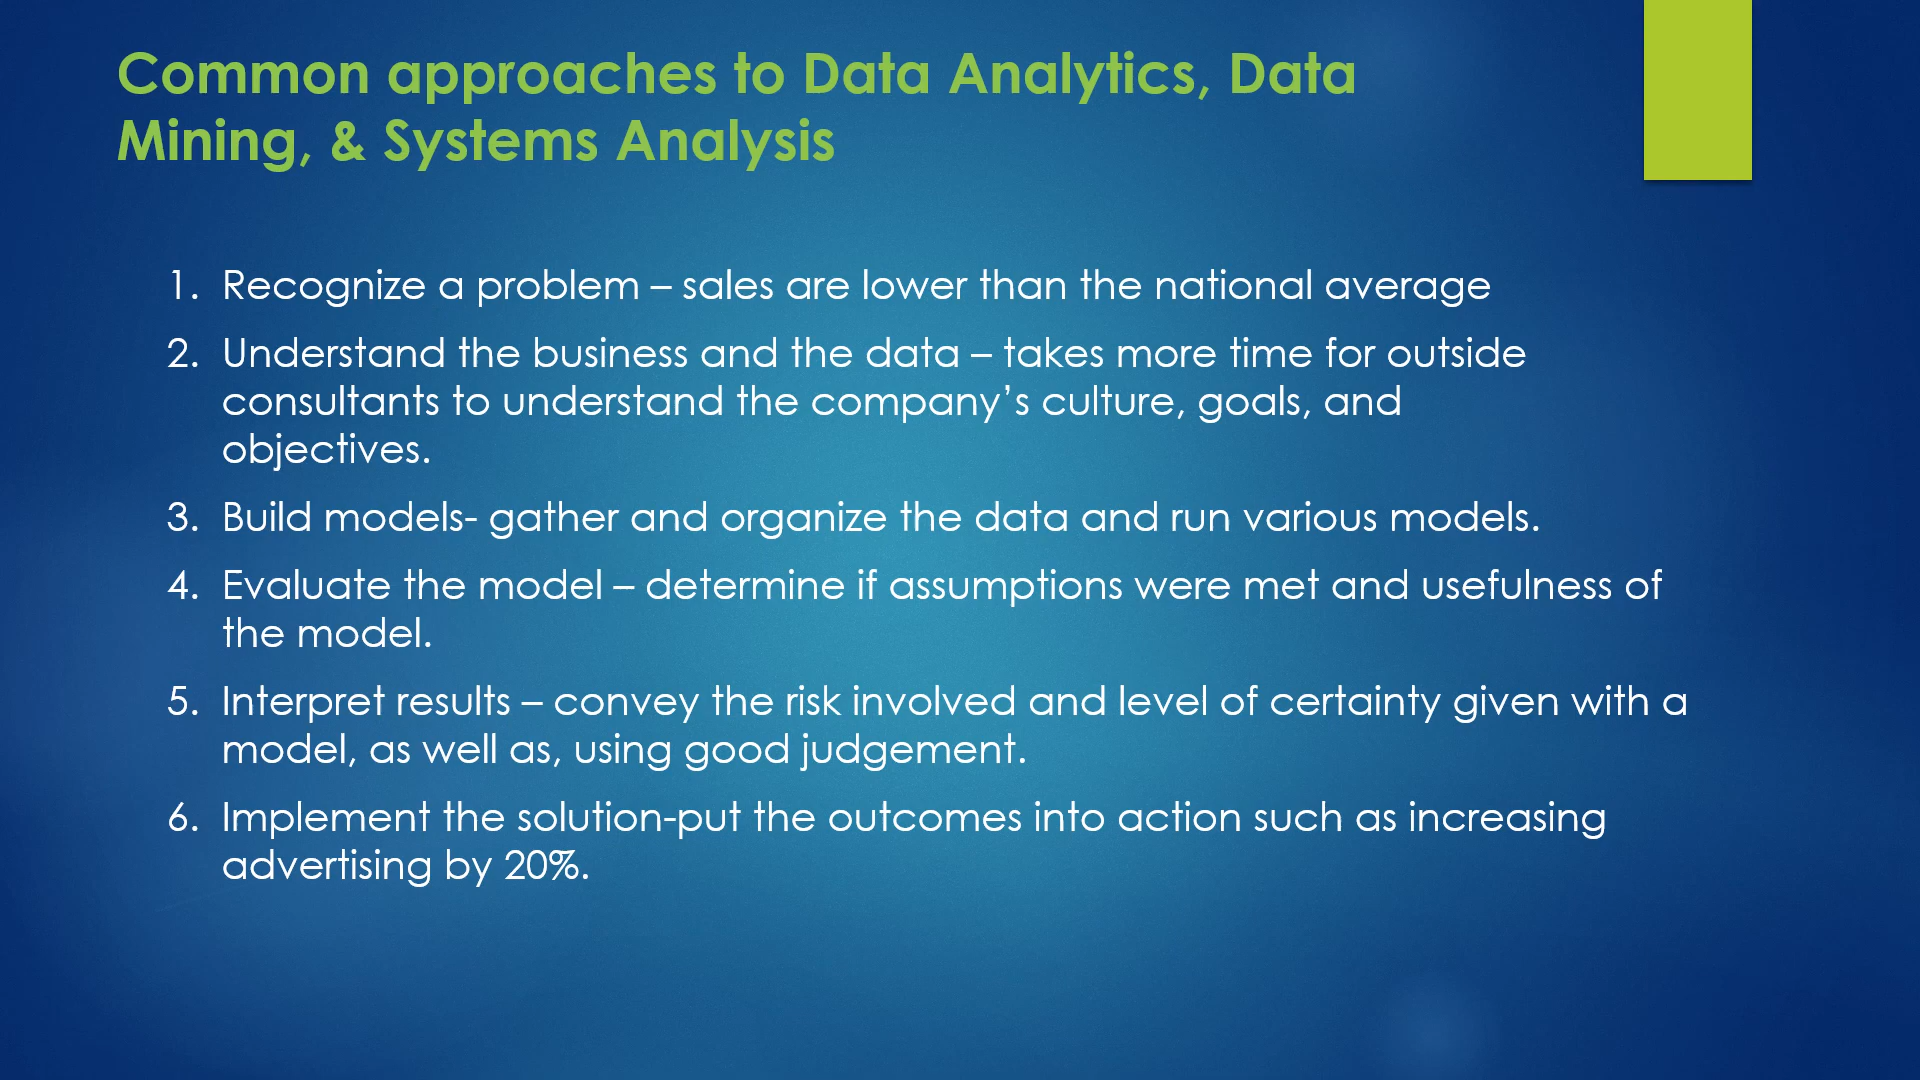 Common approaches to Data Analytics, Data
Mining, & Systems Analysis
1. Recognize a problem – sales are lower than the national average
2. Understand the business and the data – takes more time for outside
consultants to understand the company’s culture, goals, and
objectives.
3. Build models- gather and organize the data and run various models.
4. Evaluate the model – determine if assumptions were met and usefulness of
the model.
5. Interpret results – convey the risk involved and level of certainty given with a
model, as well as, using good judgement.
6. Implement the solution-put the outcomes into action such as increasing
advertising by 20%.